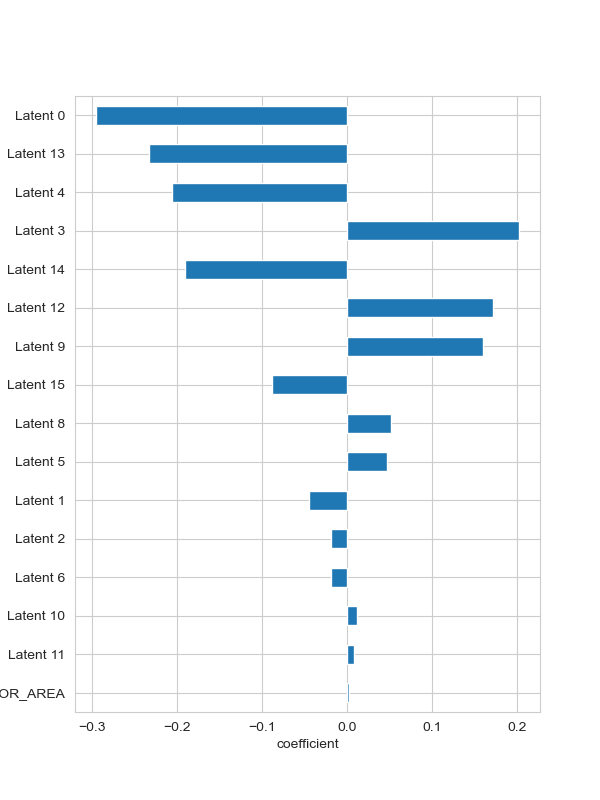 Latent 0
Latent 13
Latent 4
Latent 3
Latent 14
Latent 12
Latent 9
Latent 15
Latent 8
Latent 5
Latent 1
Latent 2
Latent 6
Latent 10
Latent 11
OR_AREA
−0.3 −0.2 −0.1 0.0 0.1 0.2
coefficient